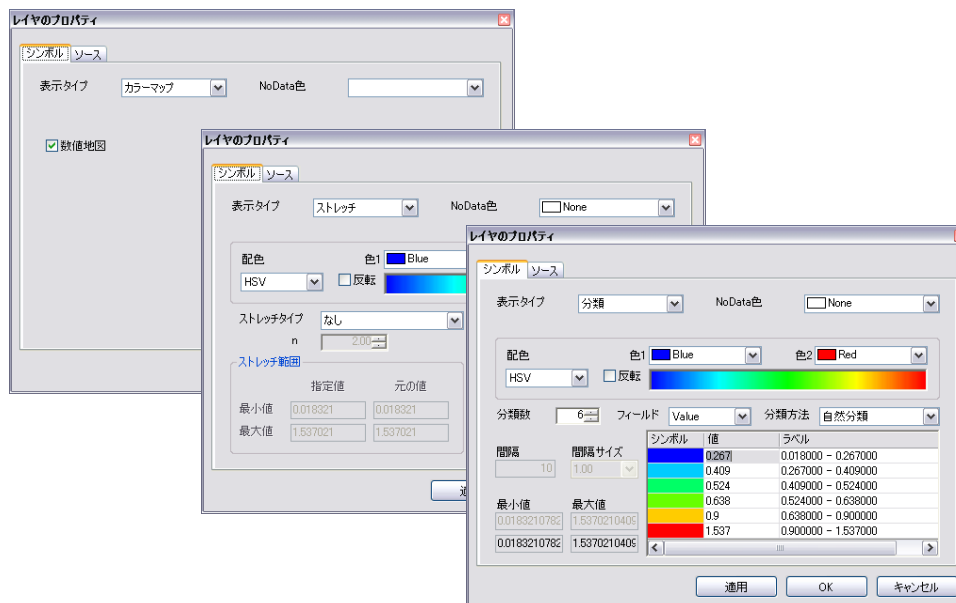 レイヤのプロパティ
シンボル ソース
表示タイプ カラーマップ NoData色
数値地図
レイヤのプロパティ
シンボル ソース
表示タイプ ストレッチ NoData色 None
配色 色1 Blue
HSV 反転
ストレッチタイプ なし
n 2.00
ストレッチ範囲
指定値 元の値
最小値 0.018321 0.018321
最大値 1.537021 1.537021
レイヤのプロパティ
シンボル ソース
表示タイプ 分類 NoData色 None
配色 色1 Blue 色2 Red
HSV 反転
分類数 6 フィールド Value 分類方法 自然分類
シンボル 値 ラベル
0.267 0.018000 - 0.267000
0.409 0.267000 - 0.409000
0.524 0.409000 - 0.524000
0.638 0.524000 - 0.638000
0.9 0.638000 - 0.900000
1.537 0.900000 - 1.537000
間隔 間隔サイズ
10 1.00
最小値 最大値
0.0183210782 1.5370210409
0.0183210782 1.5370210409
適用 OK キャンセル